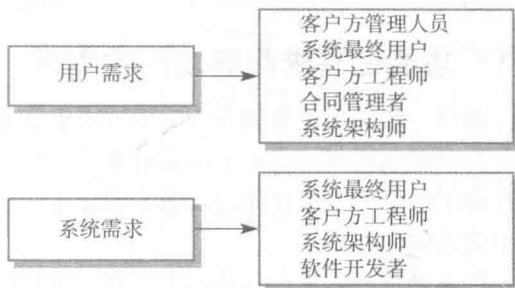 用户需求
客户方管理人员
系统最终用户
客户方工程师
合同管理者
系统架构师
系统需求
系统最终用户
客户方工程师
系统架构师
软件开发者